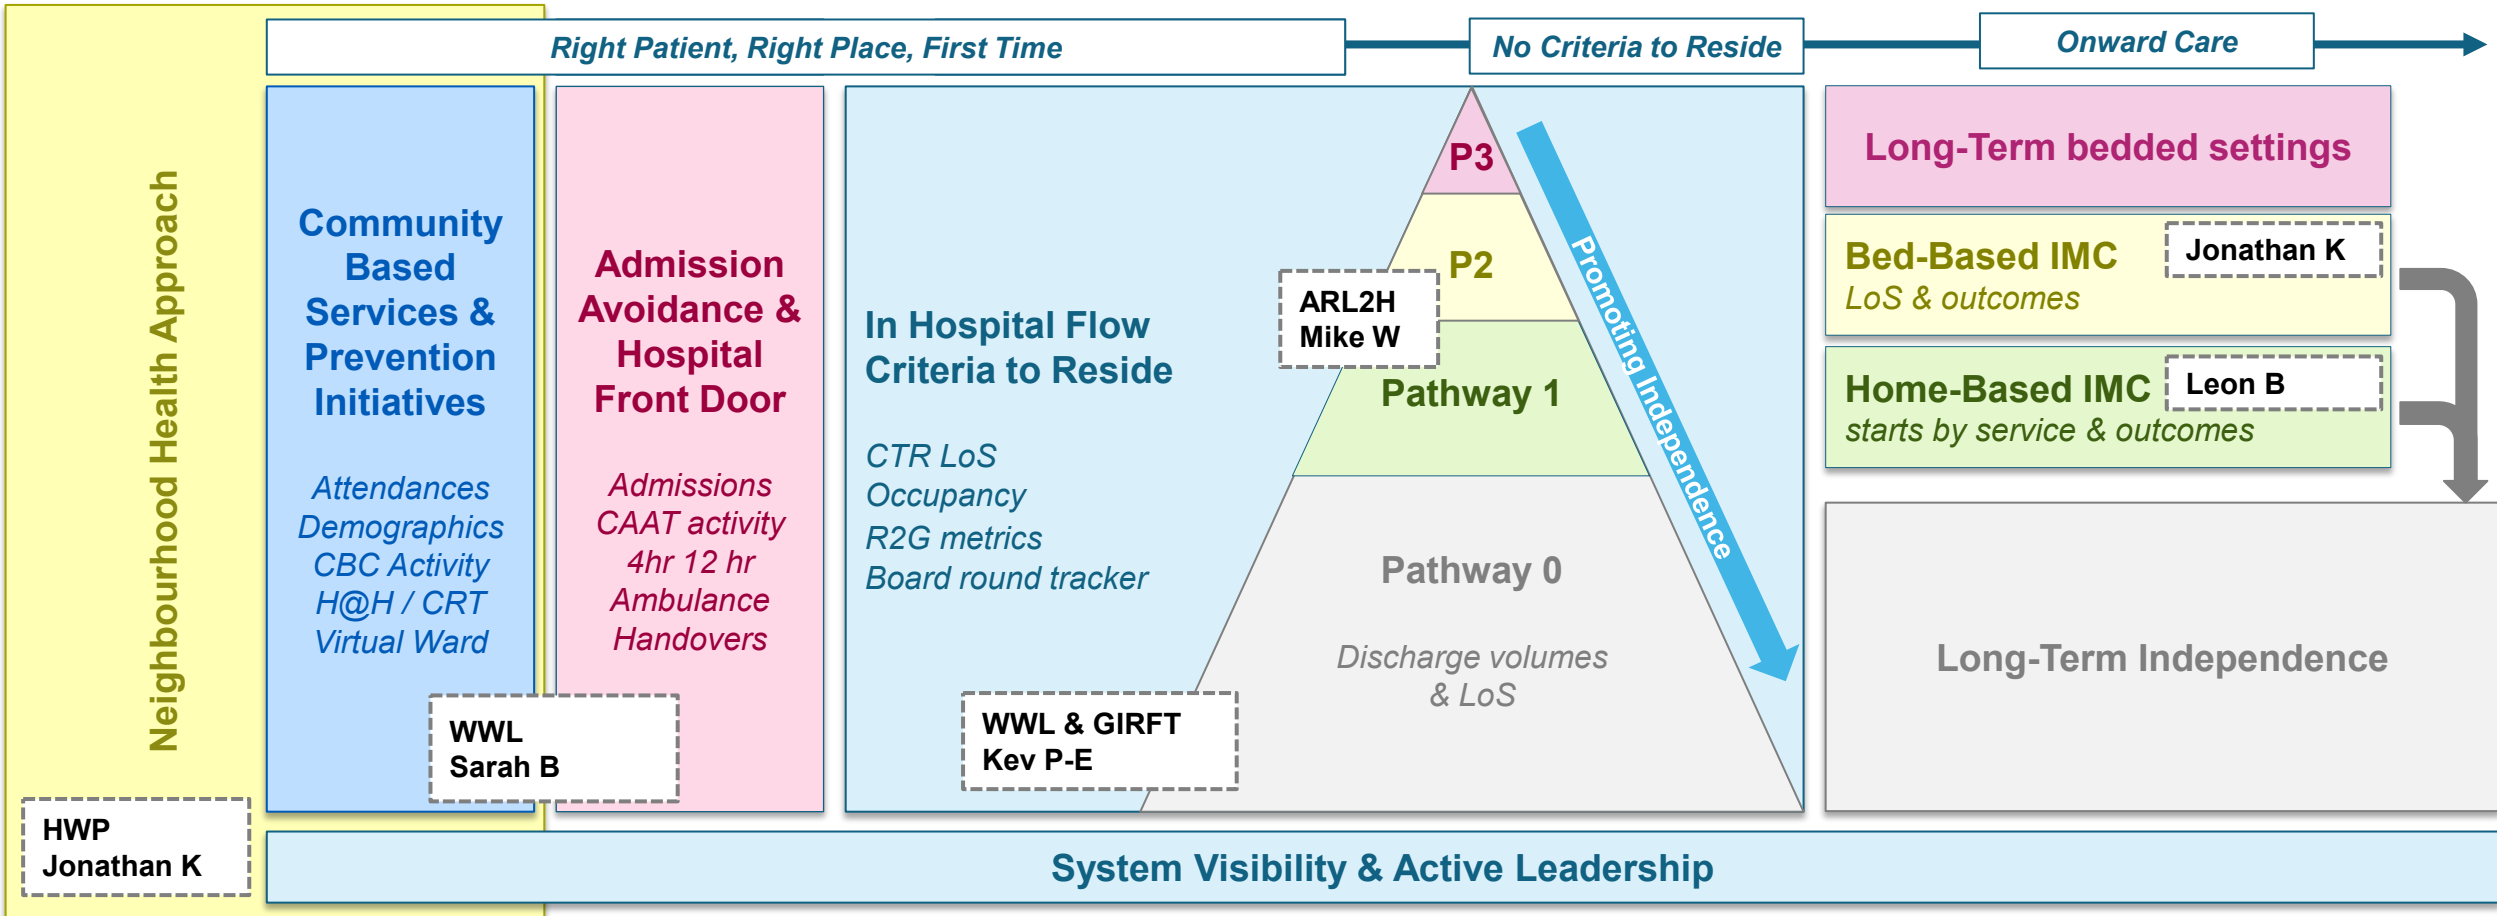 Right Patient, Right Place, First Time
No Criteria to Reside
Onward Care
Neighbourhood Health Approach
HWP
Jonathan K
Community
Based
Services &
Prevention
Initiatives
Attendances
Demographics
CBC Activity
H@H / CRT
Virtual Ward
WWL
Sarah B
Admission
Avoidance &
Hospital
Front Door
Admissions
CAAT activity
4hr 12 hr
Ambulance
Handovers
In Hospital Flow
Criteria to Reside
CTR LoS
Occupancy
R2G metrics
Board round tracker
WWL & GIRFT
Kev P-E
ARL2H
Mike W
P3
P2
Pathway 1
Pathway 0
Discharge volumes
& LoS
Promoting Independence
Long-Term bedded settings
Bed-Based IMC
LoS & outcomes
Jonathan K
Home-Based IMC
starts by service & outcomes
Leon B
Long-Term Independence
System Visibility & Active Leadership